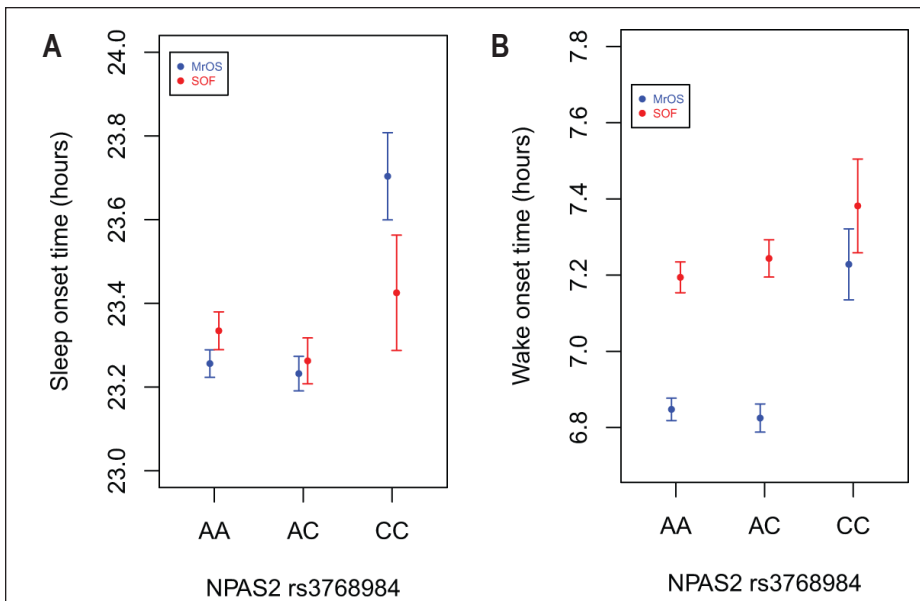 A
Sleep onset time (hours)
24.0
23.8
23.6
23.4
23.2
23.0
MrOS
SOF
AA AC CC
NPAS2 rs3768984
B
Wake onset time (hours)
7.8
7.6
7.4
7.2
7.0
6.8
MrOS
SOF
AA AC CC
NPAS2 rs3768984